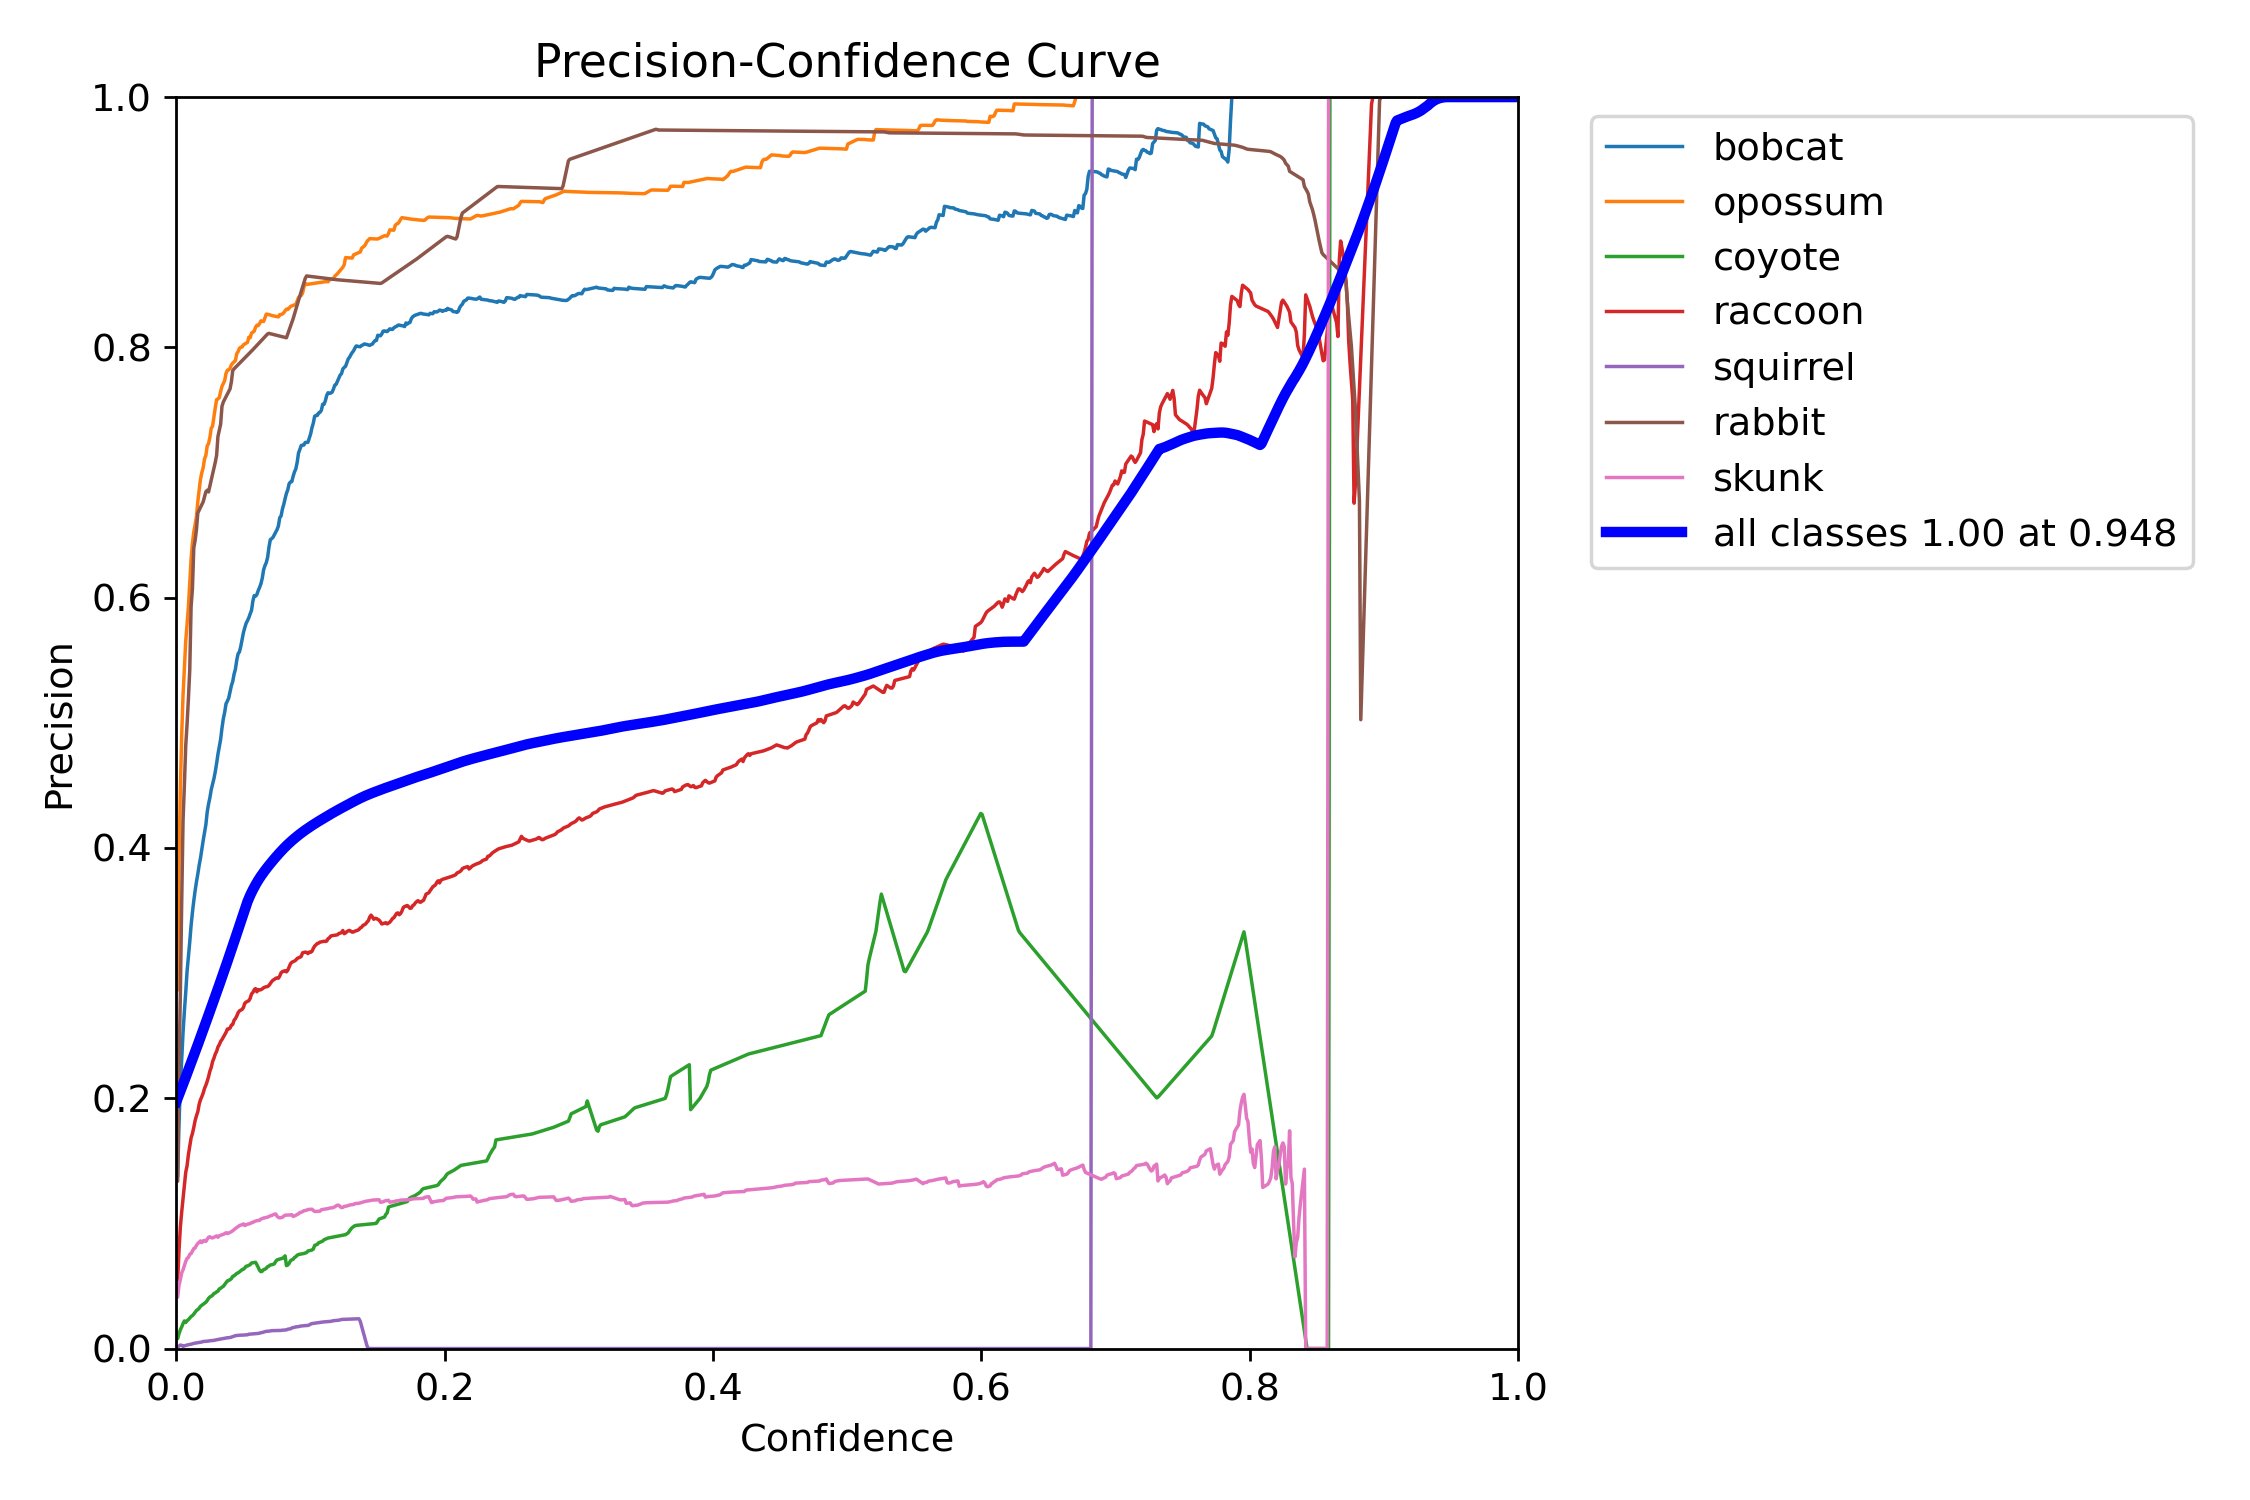 Precision-Confidence Curve
1.0
0.8
0.6
0.4
0.2
0.0
Precision
0.0 0.2 0.4 0.6 0.8 1.0
Confidence
bobcat
opossum
coyote
raccoon
squirrel
rabbit
skunk
all classes 1.00 at 0.948